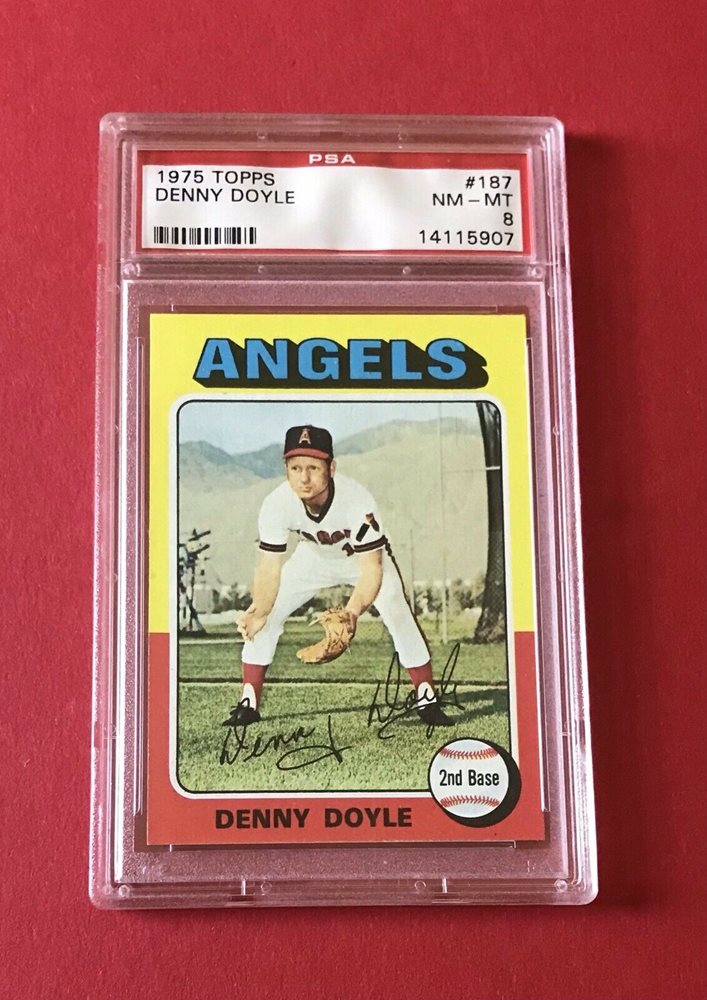 PSA
1975 TOPPS #187
DENNY DOYLE NM - MT
8
14115907
ANGELS
A
Denny Doyle
2nd Base
DENNY DOYLE